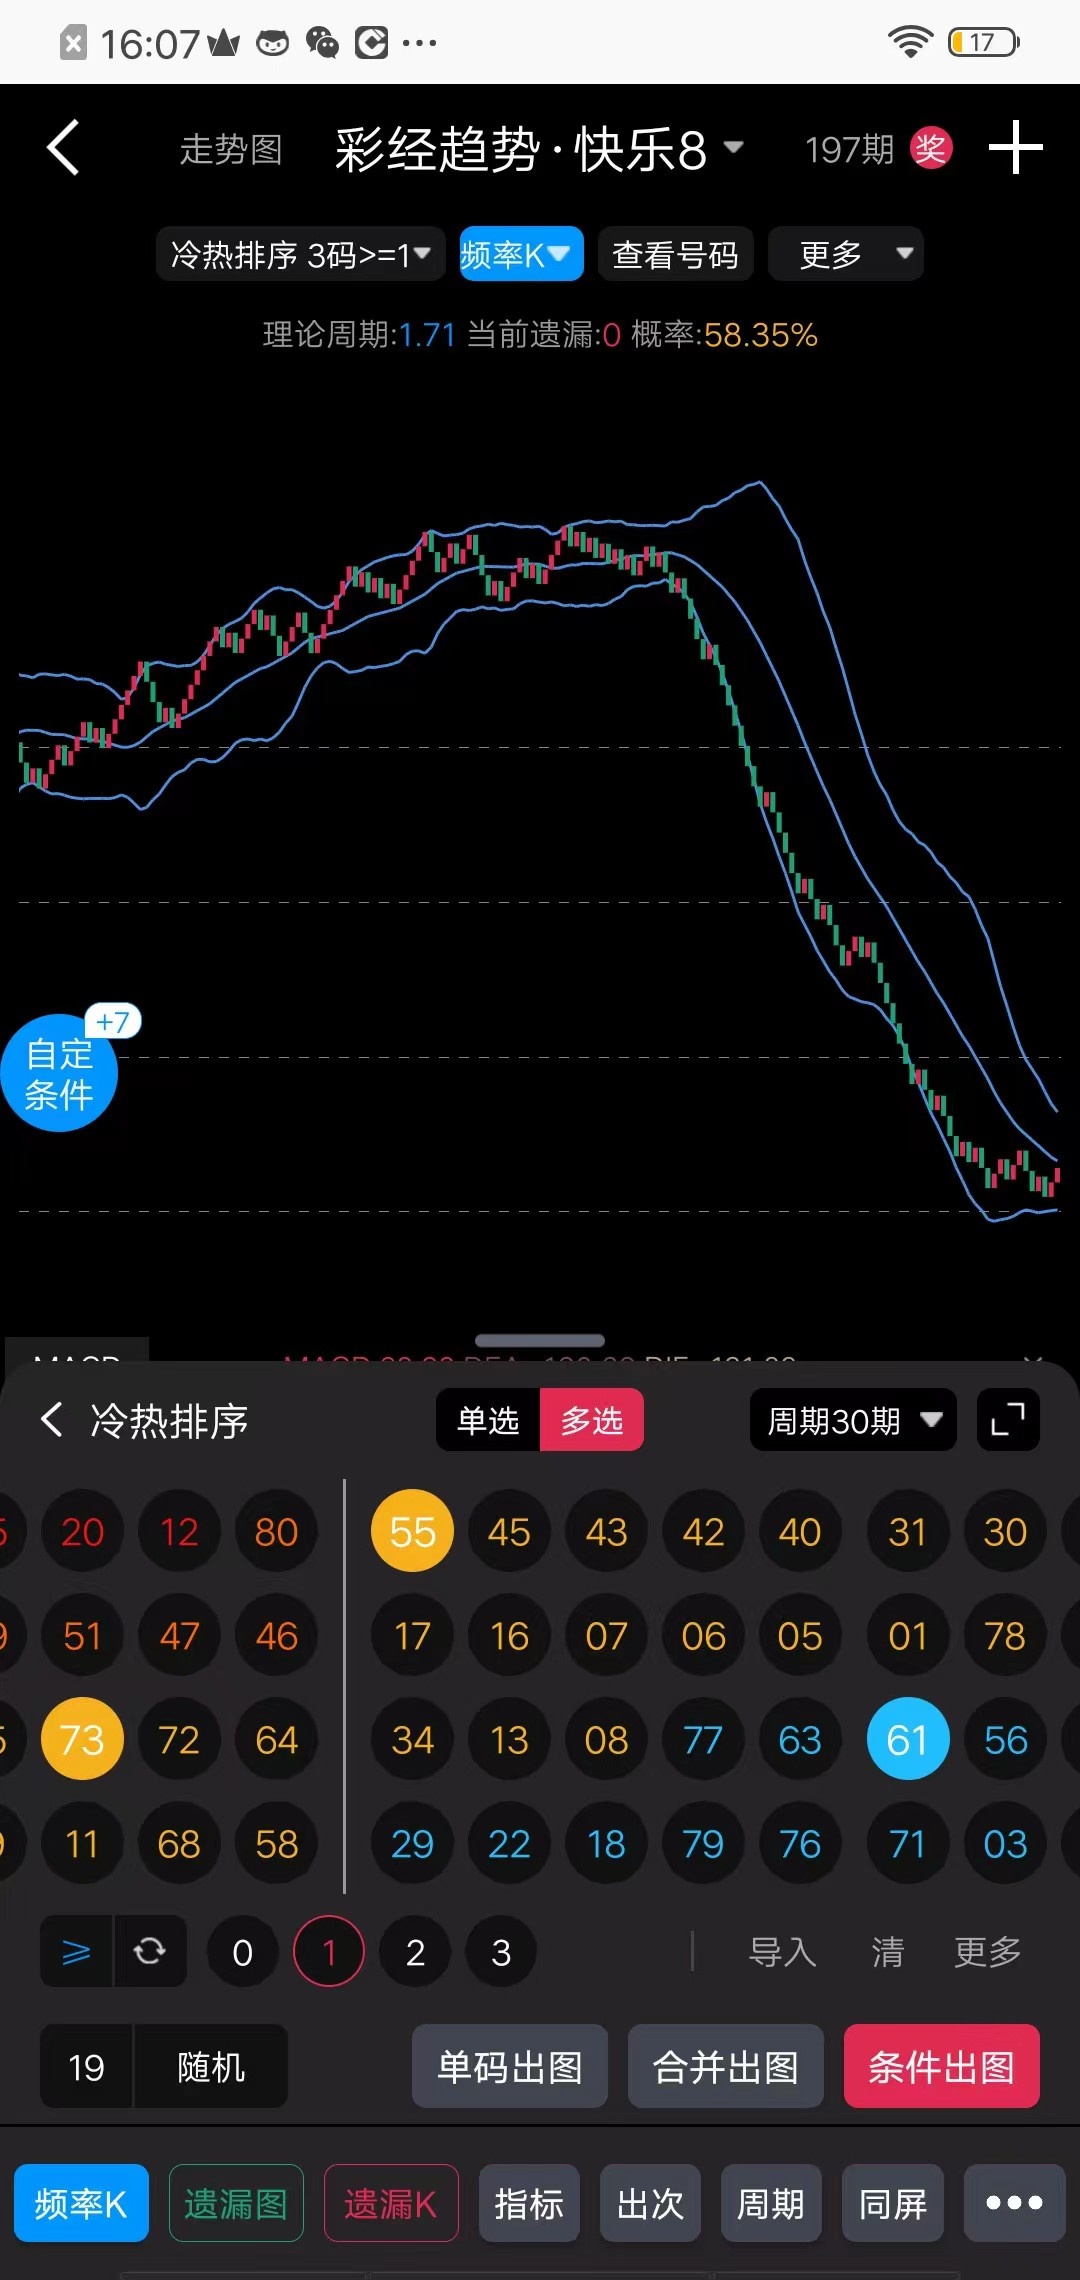 16:07 17
走势图 彩经趋势·快乐8 197期 奖
冷热排序 3码>=1 频率K 查看号码 更多
理论周期:1.71 当前遗漏:0 概率:58.35%
+7
自定
条件
冷热排序 单选 多选 周期30期
20 12 80 55 45 43 42 40 31 30
51 47 46 17 16 07 06 05 01 78
73 72 64 34 13 08 77 63 61 56
11 68 58 29 22 18 79 76 71 03
≥ 0 1 2 3 导入 清 更多
19 随机 单码出图 合并出图 条件出图
频率K 遗漏图 遗漏K 指标 出次 周期 同屏